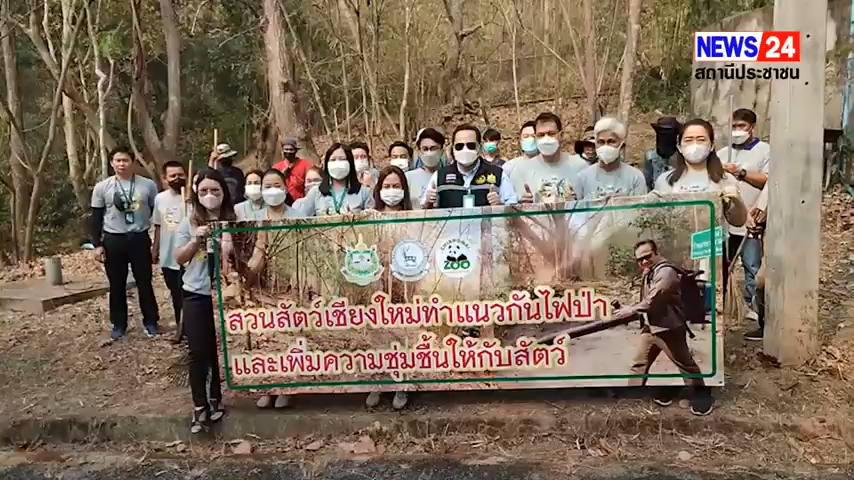 NEWS 24
สถานีประชาชน
ZOO
สวนสัตว์เชียงใหม่ทำแนวกันไฟป่า
และเพิ่มความชุ่มชื้นให้กับสัตว์